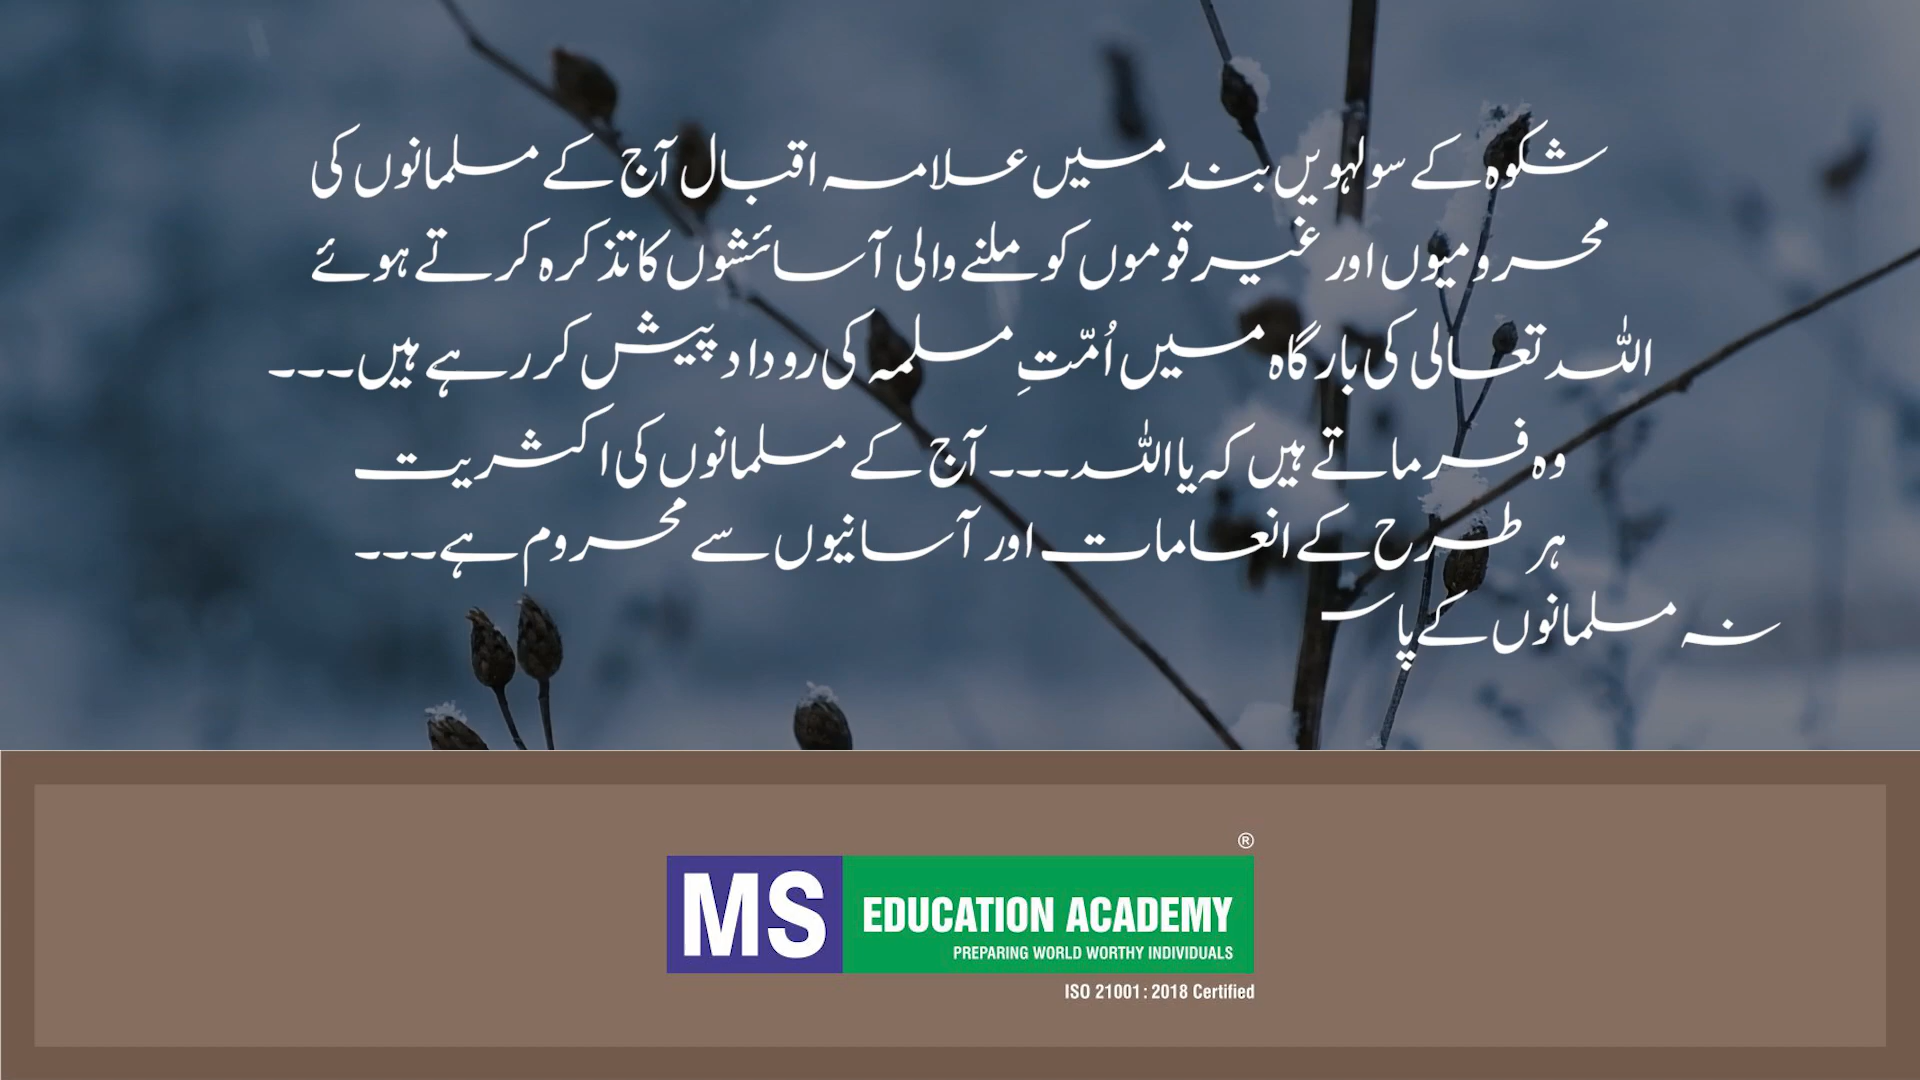 شکوہ کے سولہویں بند میں علامہ اقبال آج کے مسلمانوں کی
محرومیوں اور غیر قوموں کو ملنے والی آسائشوں کا تذکرہ کرتے ہوئے
اللہ تعالی کی بارگاہ میں اُمّتِ مسلمہ کی روداد پیش کر رہے ہیں۔۔۔
وہ فرماتے ہیں کہ یا اللہ۔۔۔ آج کے مسلمانوں کی اکثریت
ہر طرح کے انعامات اور آسانیوں سے محروم ہے۔۔۔
نہ مسلمانوں کے پاس
®
MS EDUCATION ACADEMY
PREPARING WORLD WORTHY INDIVIDUALS
ISO 21001 : 2018 Certified